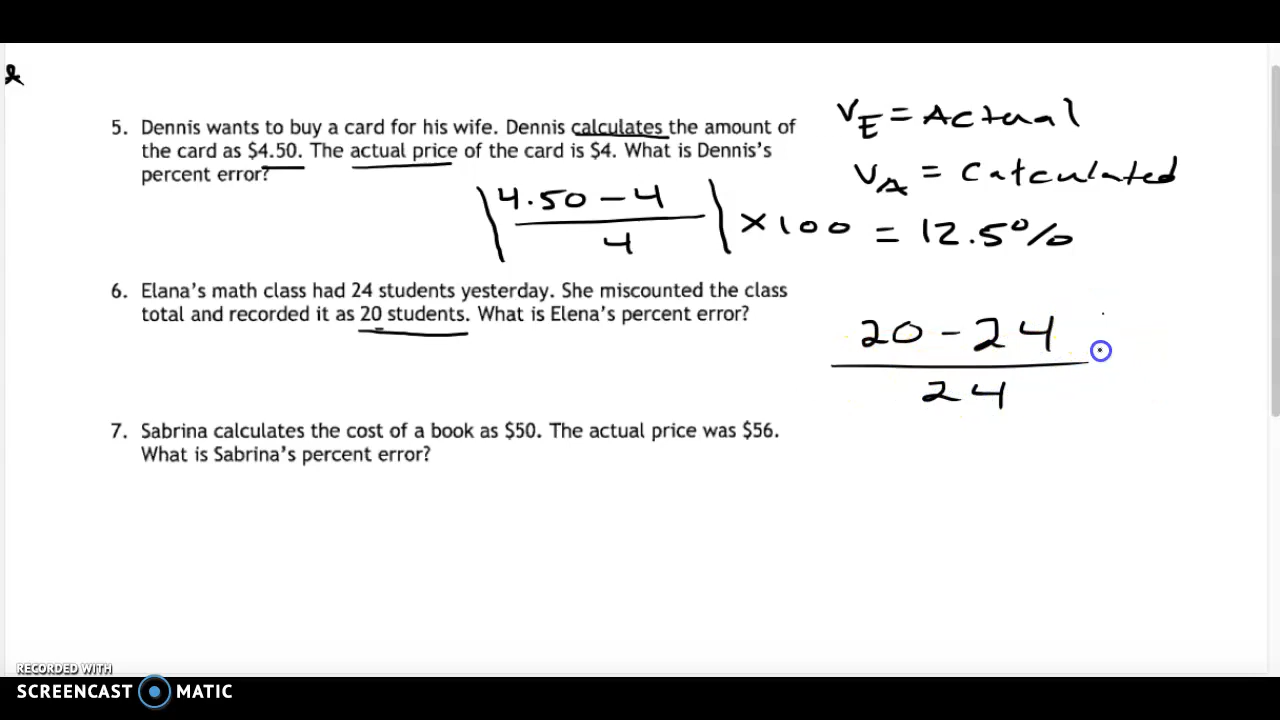 5. Dennis wants to buy a card for his wife. Dennis calculates the amount of
the card as $4.50. The actual price of the card is $4. What is Dennis's
percent error?
VE = Actual
VA = Calculated
|4.50 - 4
4| × 100 = 12.5%
6. Elana's math class had 24 students yesterday. She miscounted the class
total and recorded it as 20 students. What is Elena's percent error?
20 - 24
24
7. Sabrina calculates the cost of a book as $50. The actual price was $56.
What is Sabrina's percent error?
RECORDED WITH
SCREENCAST MATIC